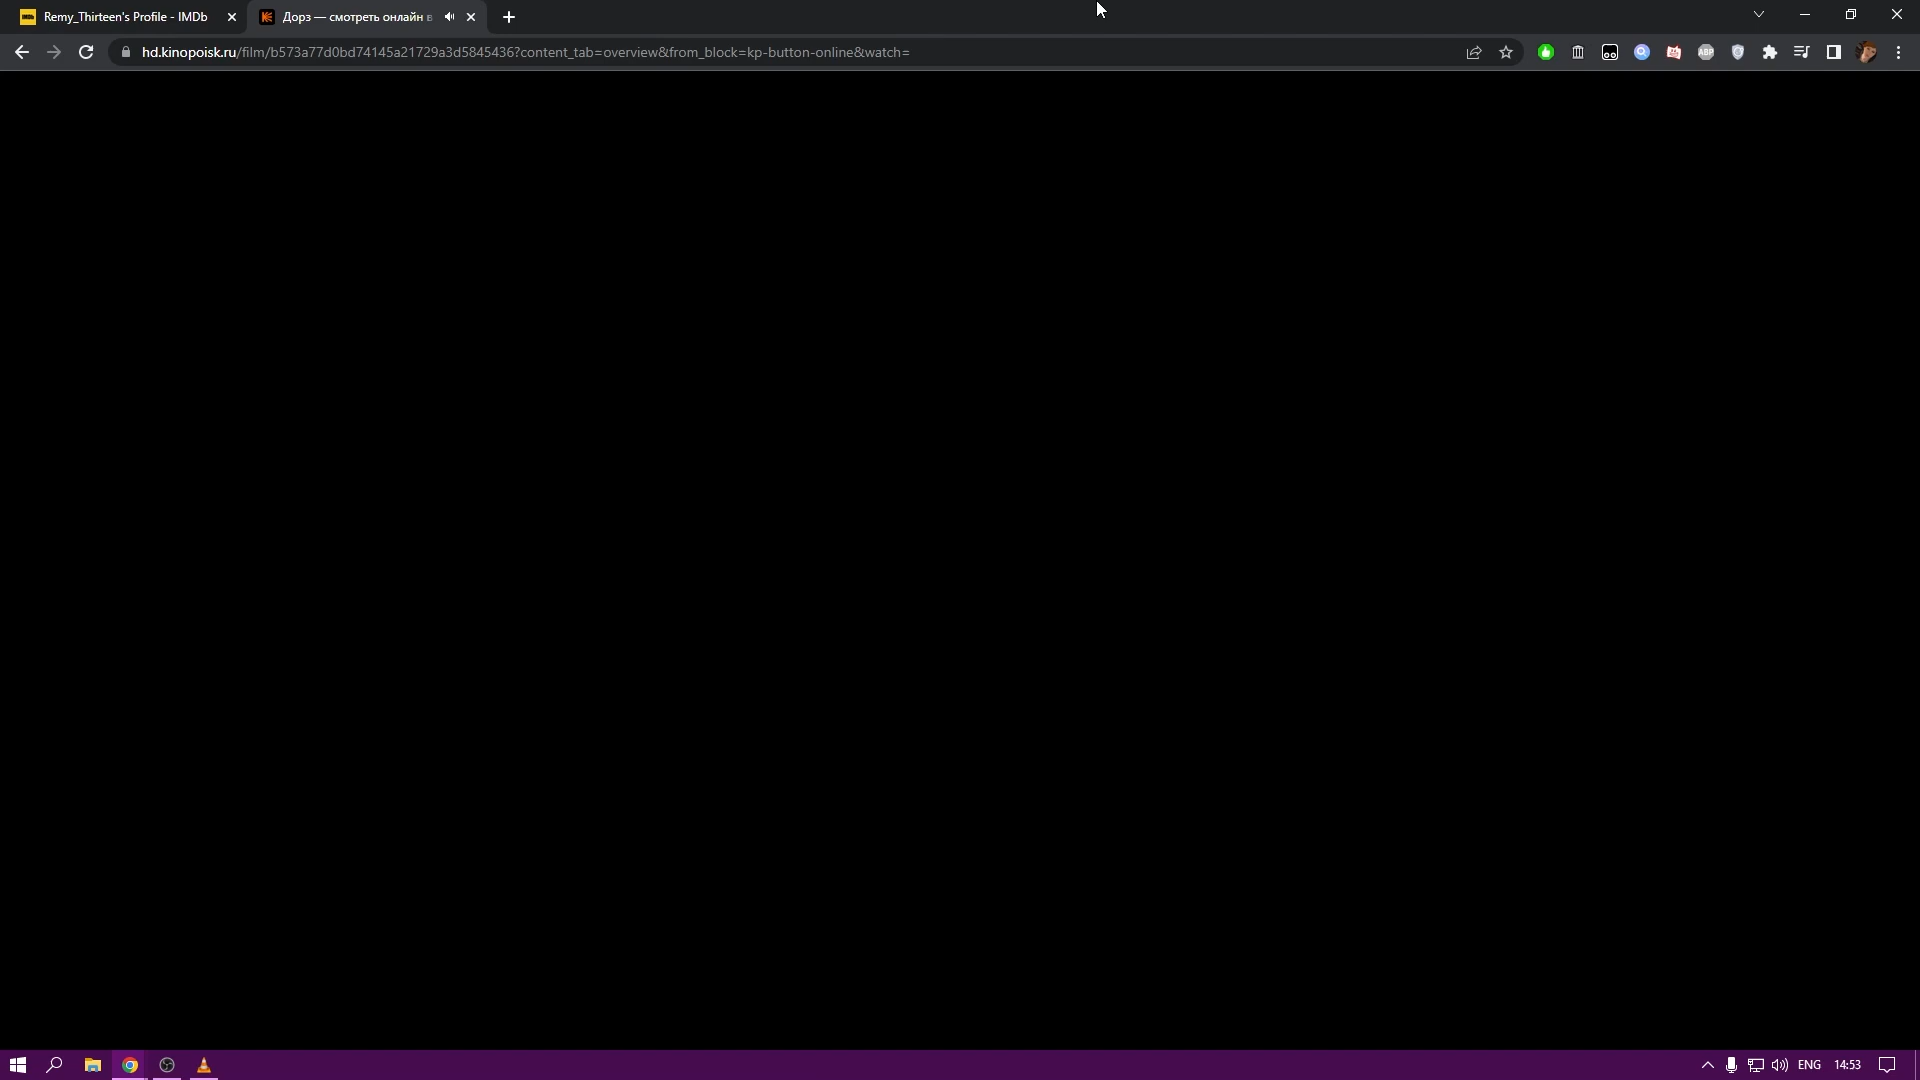 Remy_Thirteen's Profile - IMDb
Дорз — смотреть онлайн в
hd.kinopoisk.ru/film/b573a77d0bd74145a21729a3d5845436?content_tab=overview&from_block=kp-button-online&watch=
ABP
ENG 14:53